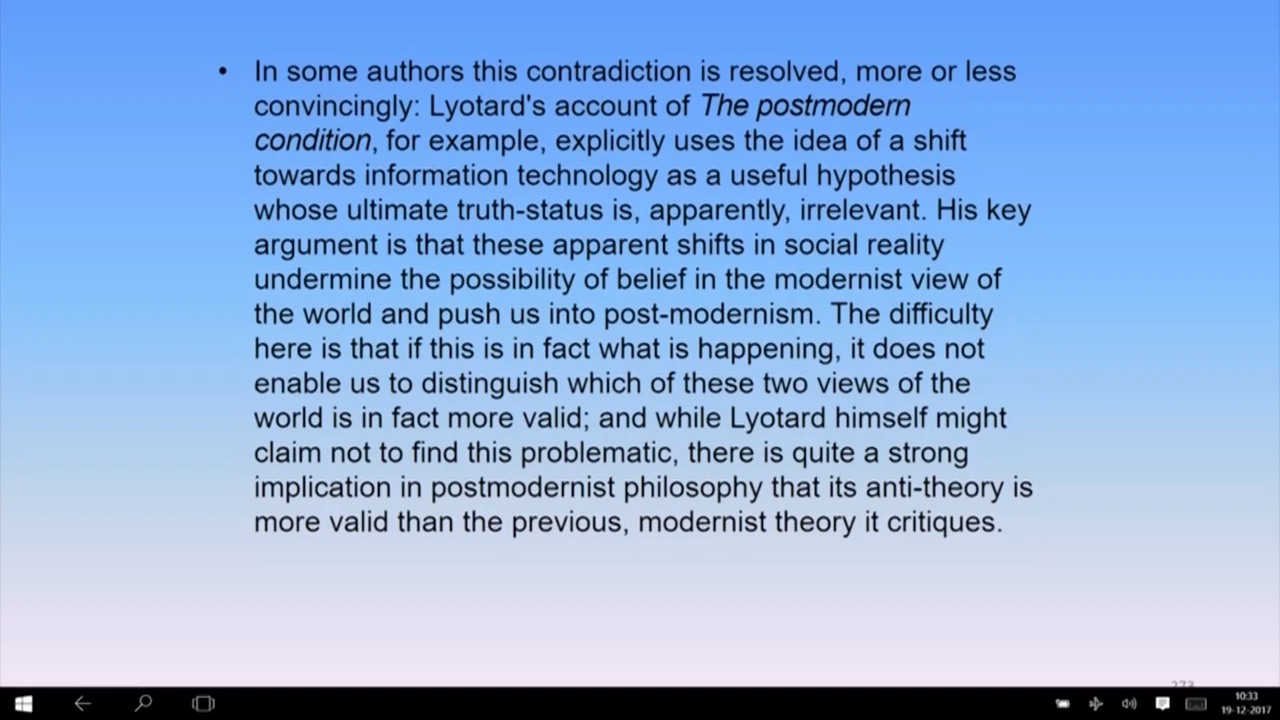 • In some authors this contradiction is resolved, more or less
convincingly: Lyotard's account of The postmodern
condition, for example, explicitly uses the idea of a shift
towards information technology as a useful hypothesis
whose ultimate truth-status is, apparently, irrelevant. His key
argument is that these apparent shifts in social reality
undermine the possibility of belief in the modernist view of
the world and push us into post-modernism. The difficulty
here is that if this is in fact what is happening, it does not
enable us to distinguish which of these two views of the
world is in fact more valid; and while Lyotard himself might
claim not to find this problematic, there is quite a strong
implication in postmodernist philosophy that its anti-theory is
more valid than the previous, modernist theory it critiques.
273
10:33
19-12-2017